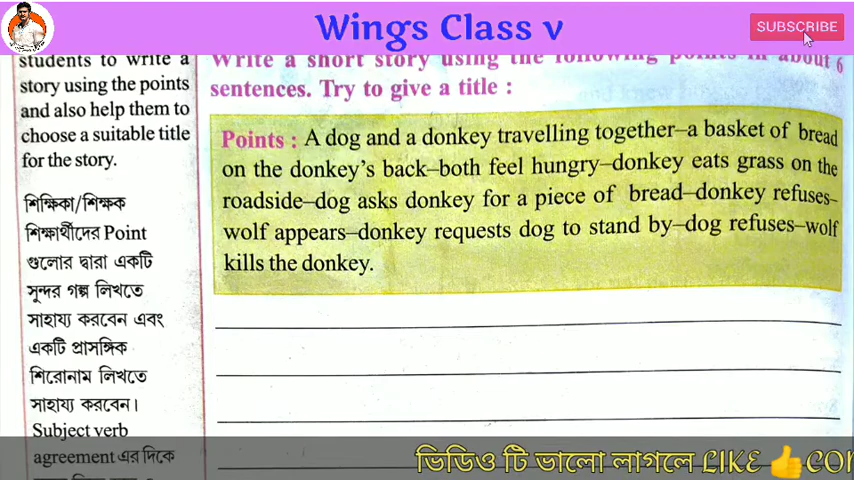 Wings Class v
SUBSCRIBE
students to write a
story using the points
and also help them to
choose a suitable title
for the story.
শিক্ষিকা/শিক্ষক
শিক্ষার্থীদের Point
গুলোর দ্বারা একটি
সুন্দর গল্প লিখতে
সাহায্য করবেন এবং
একটি প্রাসঙ্গিক
শিরোনাম লিখতে
সাহায্য করবেন।
Subject verb
agreement এর দিকে
Write a short story using the following points in about 6
sentences. Try to give a title :
Points : A dog and a donkey travelling together–a basket of bread
on the donkey's back–both feel hungry–donkey eats grass on the
roadside–dog asks donkey for a piece of bread–donkey refuses–
wolf appears–donkey requests dog to stand by–dog refuses–wolf
kills the donkey.
ভিডিও টি ভালো লাগলে LIKE 👍COM